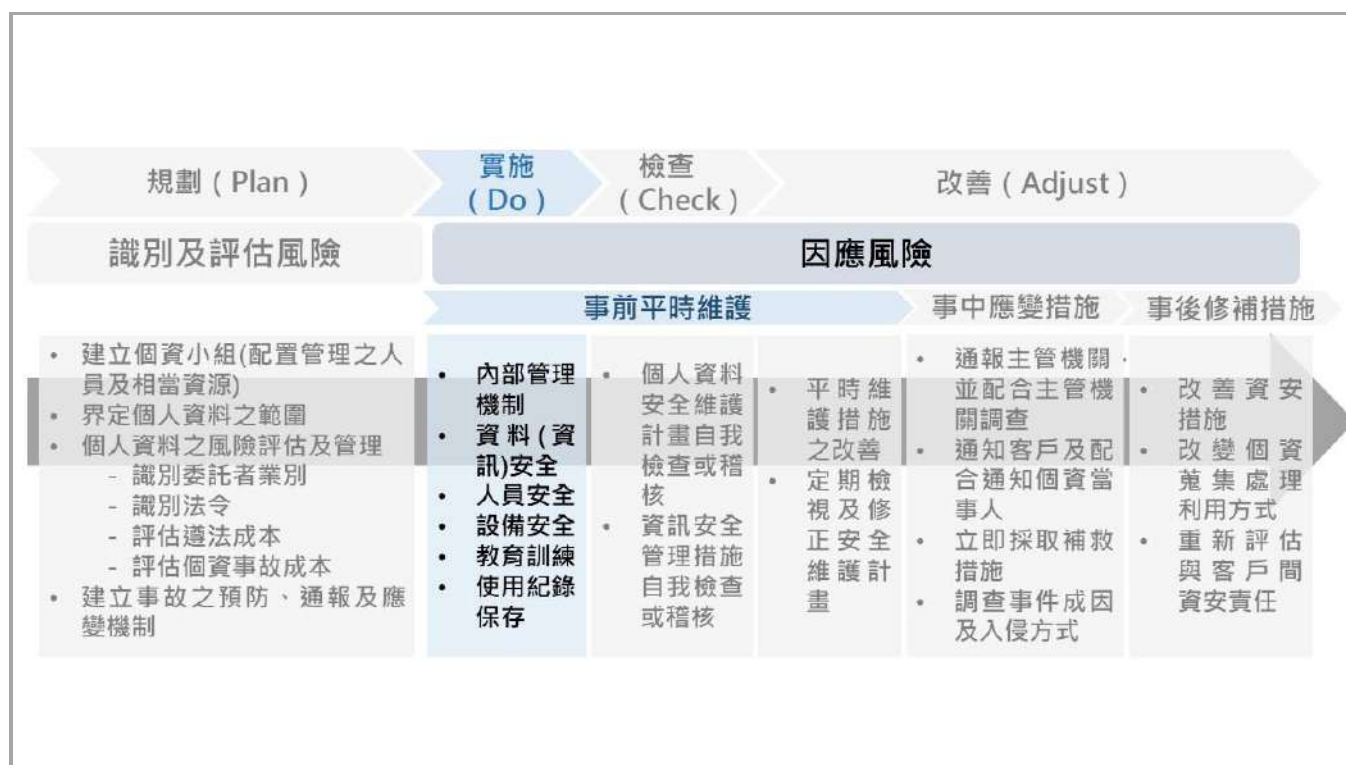 規劃 ( Plan )
實施
( Do )
檢查
( Check )
改善 ( Adjust )
識別及評估風險
因應風險
事前平時維護
事中應變措施
事後修補措施
• 建立個資小組(配置管理之人
員及相當資源)
• 界定個人資料之範圍
• 個人資料之風險評估及管理
- 識別委託者業別
- 識別法令
- 評估遵法成本
- 評估個資事故成本
• 建立事故之預防、通報及應
變機制
• 內部管理
機制
• 資料(資
訊)安全
• 人員安全
• 設備安全
• 教育訓練
• 使用紀錄
保存
• 個人資料
安全維護
計畫自我
檢查或稽
核
• 資訊安全
管理措施
自我檢查
或稽核
• 平時維
護措施
之改善
• 定期檢
視及修
正安全
維護計
畫
• 通報主管機關,
並配合主管機
關調查
• 通知客戶及配
合通知個資當
事人
• 立即採取補救
措施
• 調查事件成因
及入侵方式
• 改善資安
措施
• 改變個資
蒐集處理
利用方式
• 重新評估
與客戶間
資安責任